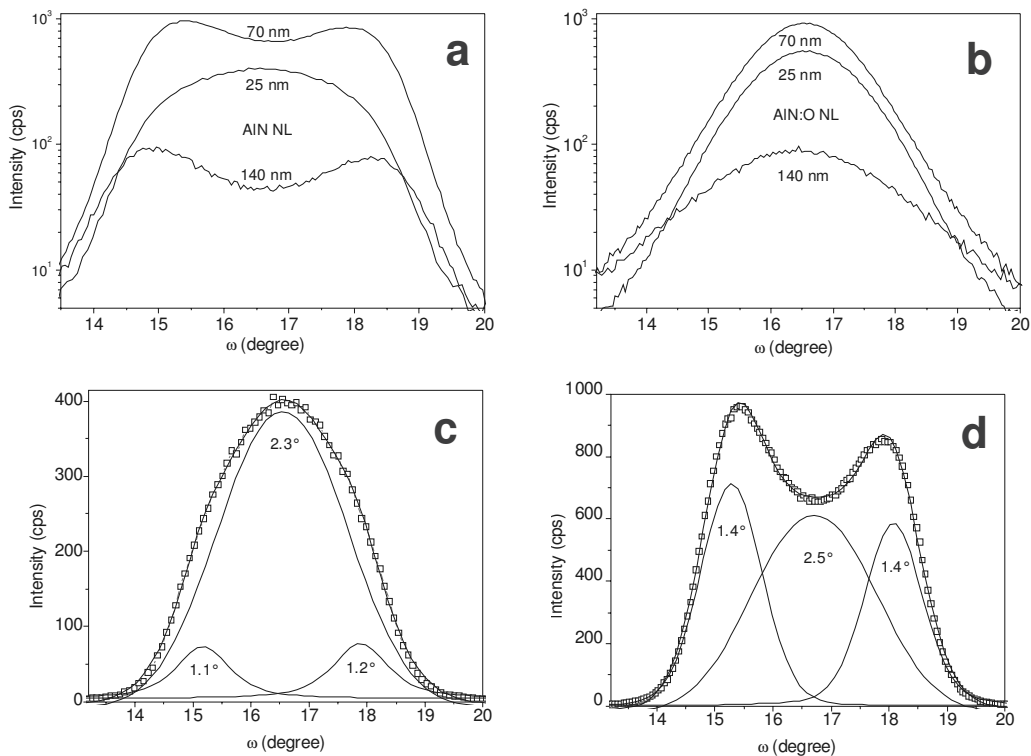 a
10³
10²
10¹
70 nm
25 nm
AlN NL
140 nm
Intensity (cps)
14 15 16 17 18 19 20
ω (degree)
b
10³
10²
10¹
70 nm
25 nm
AlN:O NL
140 nm
Intensity (cps)
14 15 16 17 18 19 20
ω (degree)
c
400
300
200
100
0
2.3°
1.1°
1.2°
Intensity (cps)
14 15 16 17 18 19 20
ω (degree)
d
1000
800
600
400
200
0
1.4°
2.5°
1.4°
Intensity (cps)
14 15 16 17 18 19 20
ω (degree)